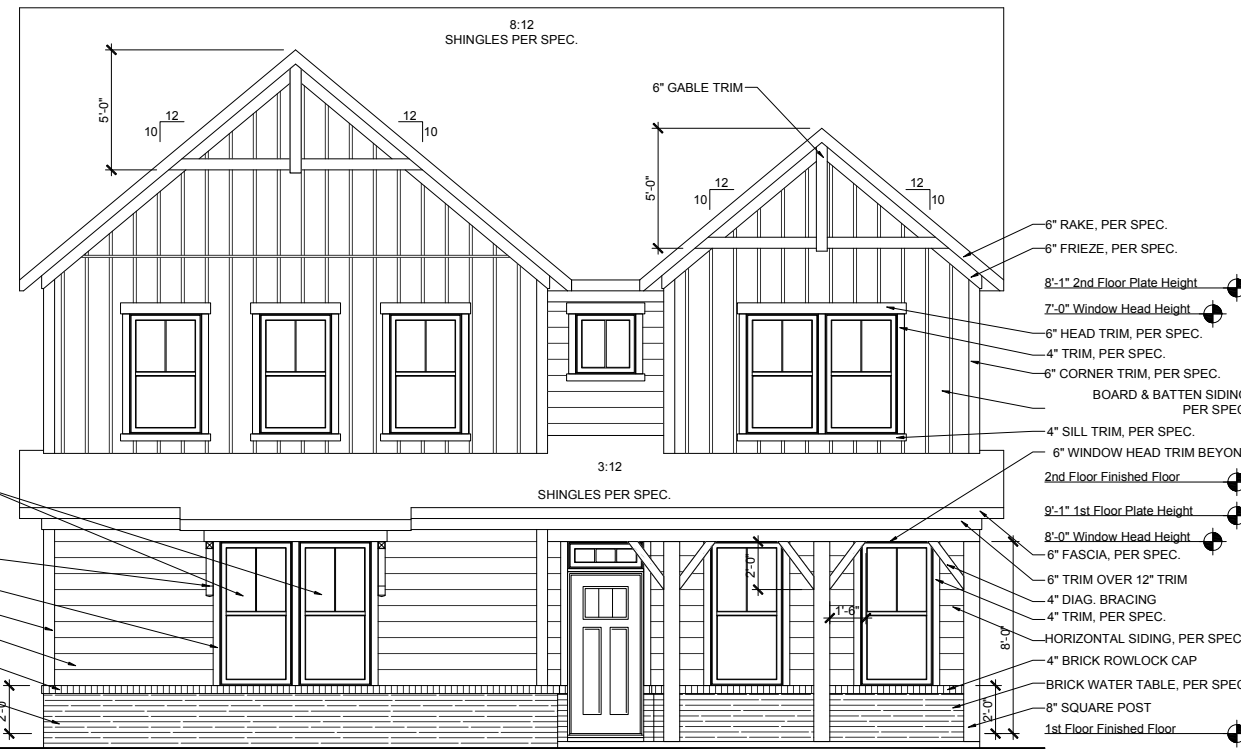 8:12
SHINGLES PER SPEC.
5'-0"
12
10
12
10
6" GABLE TRIM
5'-0"
12
10
12
10
6" RAKE, PER SPEC.
6" FRIEZE, PER SPEC.
8'-1" 2nd Floor Plate Height
7'-0" Window Head Height
6" HEAD TRIM, PER SPEC.
4" TRIM, PER SPEC.
6" CORNER TRIM, PER SPEC.
BOARD & BATTEN SIDING
PER SPEC
4" SILL TRIM, PER SPEC.
6" WINDOW HEAD TRIM BEYON
3:12
SHINGLES PER SPEC.
2nd Floor Finished Floor
9'-1" 1st Floor Plate Height
8'-0" Window Head Height
6" FASCIA, PER SPEC.
6" TRIM OVER 12" TRIM
4" DIAG. BRACING
4" TRIM, PER SPEC.
HORIZONTAL SIDING, PER SPEC
4" BRICK ROWLOCK CAP
BRICK WATER TABLE, PER SPEC
8" SQUARE POST
1st Floor Finished Floor
2'-0"
1'-6"
8'-0"
2'-0"
2'-0"